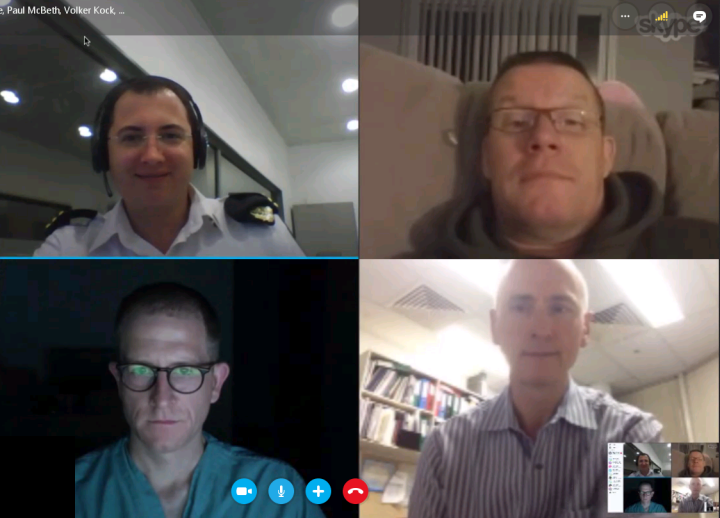 e, Paul McBeth, Volker Kock, ...
skype